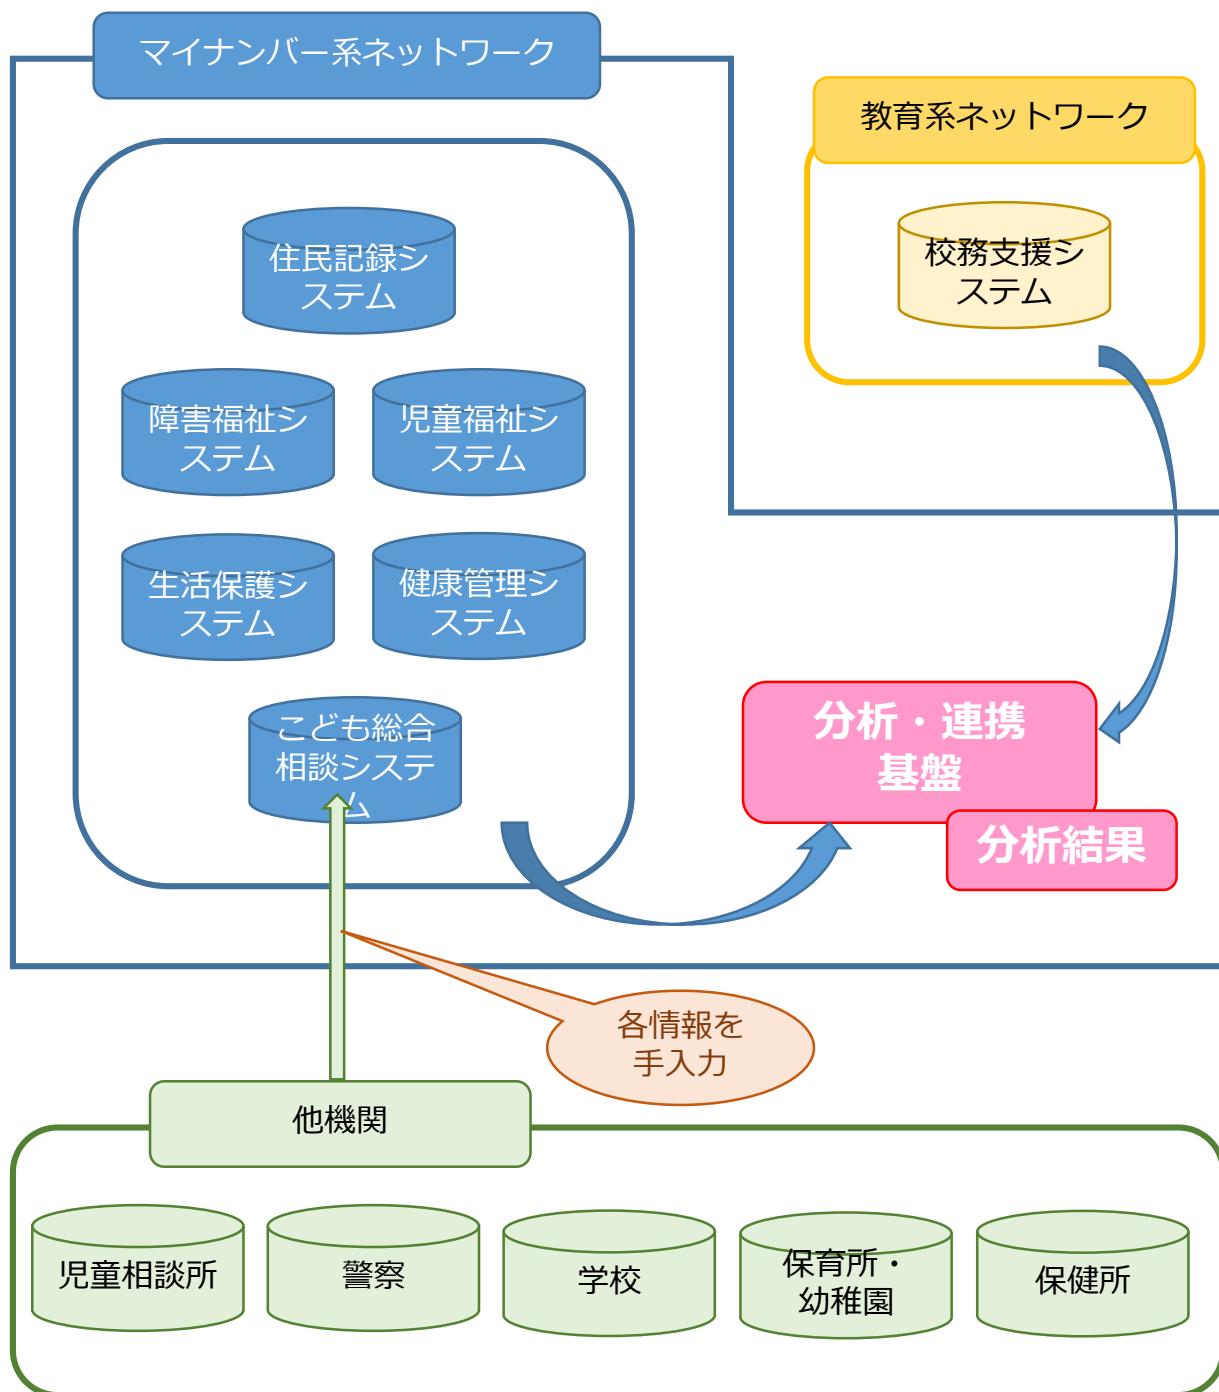 マイナンバー系ネットワーク
教育系ネットワーク
住民記録シ
ステム
校務支援シ
ステム
障害福祉シ
ステム
児童福祉シ
ステム
生活保護シ
ステム
健康管理シ
ステム
こども総合
相談システ
ム
分析・連携
基盤
分析結果
各情報を
手入力
他機関
児童相談所
警察
学校
保育所・
幼稚園
保健所